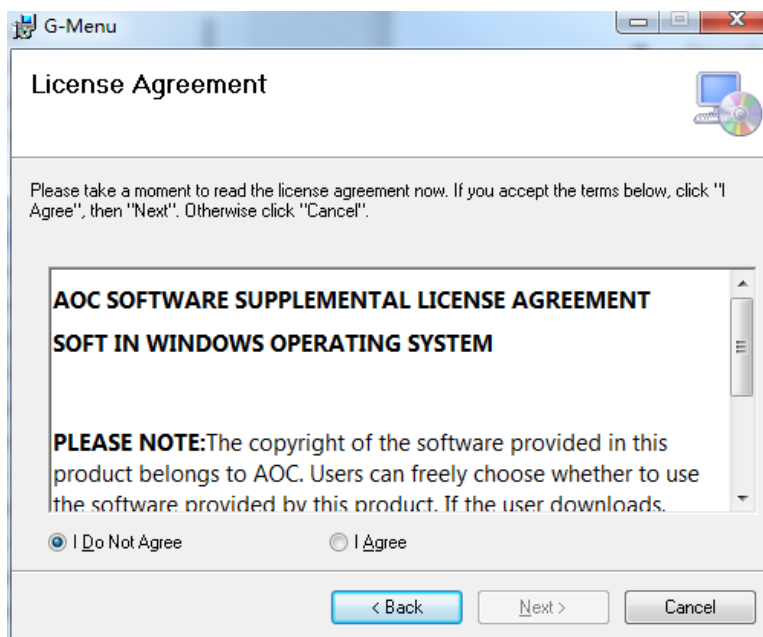 G-Menu
License Agreement
Please take a moment to read the license agreement now. If you accept the terms below, click "I
Agree", then "Next". Otherwise click "Cancel".
AOC SOFTWARE SUPPLEMENTAL LICENSE AGREEMENT
SOFT IN WINDOWS OPERATING SYSTEM
PLEASE NOTE:The copyright of the software provided in this
product belongs to AOC. Users can freely choose whether to use
the software provided by this product. If the user downloads,
I Do Not Agree
I Agree
< Back
Next >
Cancel